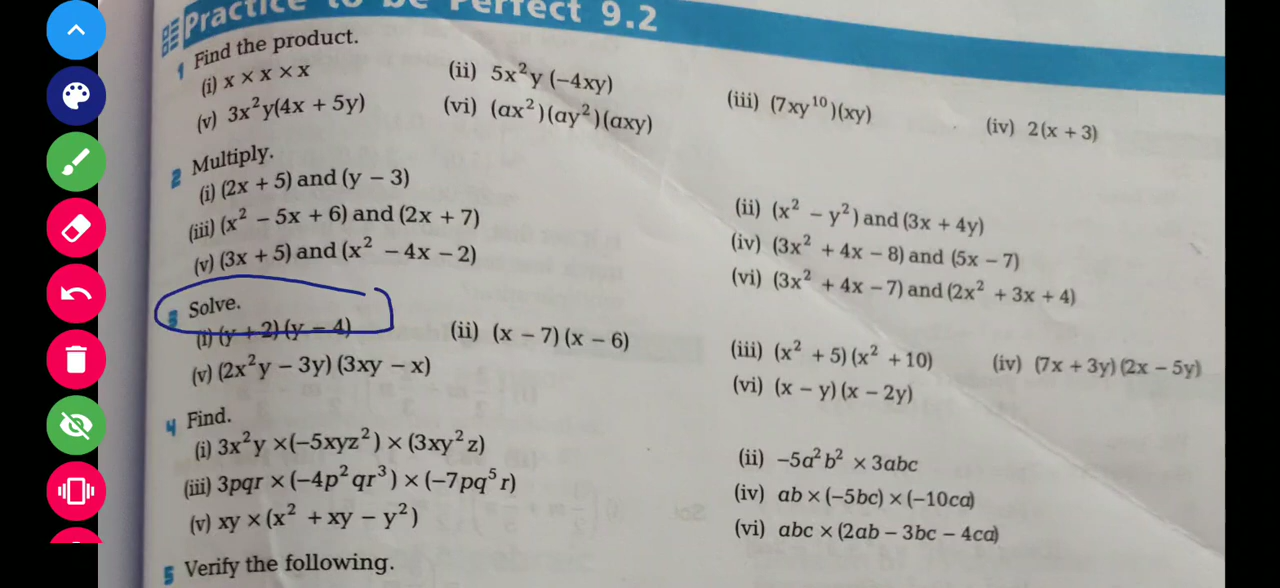 Practice to be Perfect 9.2
1 Find the product.
(i) x × x × x
(ii) 5x²y (−4xy)
(iii) (7xy¹⁰)(xy)
(iv) 2(x + 3)
(v) 3x²y(4x + 5y)
(vi) (ax²)(ay²)(axy)
2 Multiply.
(i) (2x + 5) and (y − 3)
(ii) (x² − y²) and (3x + 4y)
(iii) (x² − 5x + 6) and (2x + 7)
(iv) (3x² + 4x − 8) and (5x − 7)
(v) (3x + 5) and (x² − 4x − 2)
(vi) (3x² + 4x − 7) and (2x² + 3x + 4)
3 Solve.
(i) (y + 2) (y − 4)
(ii) (x − 7) (x − 6)
(iii) (x² + 5) (x² + 10)
(iv) (7x + 3y) (2x − 5y)
(v) (2x²y − 3y) (3xy − x)
(vi) (x − y) (x − 2y)
4 Find.
(i) 3x²y ×(−5xyz²) × (3xy²z)
(ii) −5a²b² × 3abc
(iii) 3pqr × (−4p²qr³) × (−7pq⁵r)
(iv) ab × (−5bc) × (−10ca)
(v) xy × (x² + xy − y²)
(vi) abc × (2ab − 3bc − 4ca)
5 Verify the following.